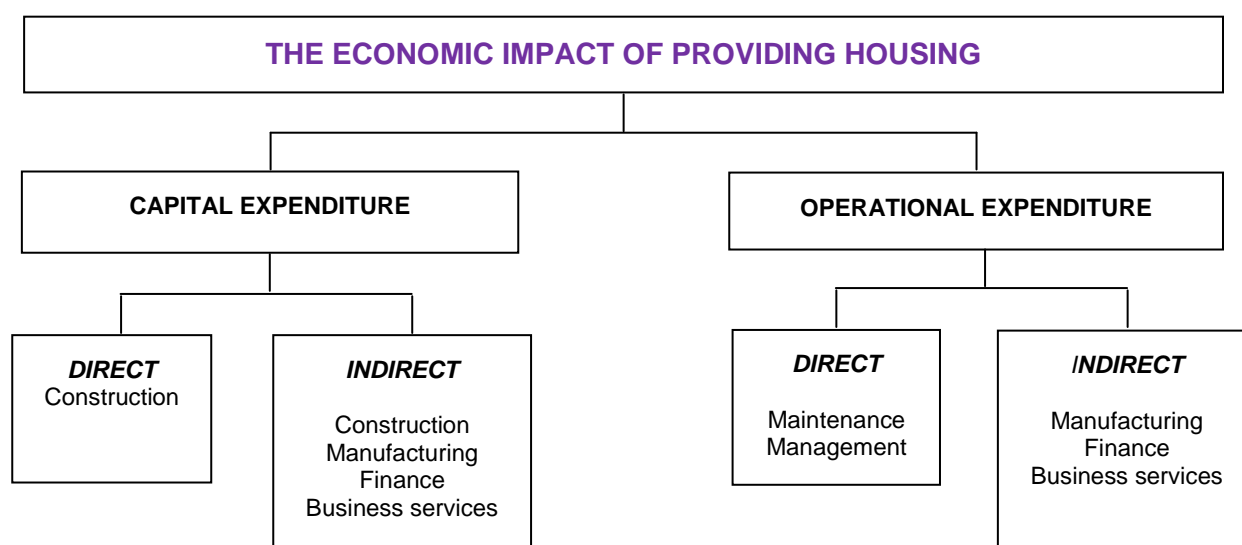 THE ECONOMIC IMPACT OF PROVIDING HOUSING
CAPITAL EXPENDITURE
OPERATIONAL EXPENDITURE
DIRECT
Construction
INDIRECT
Construction
Manufacturing
Finance
Business services
DIRECT
Maintenance
Management
INDIRECT
Manufacturing
Finance
Business services